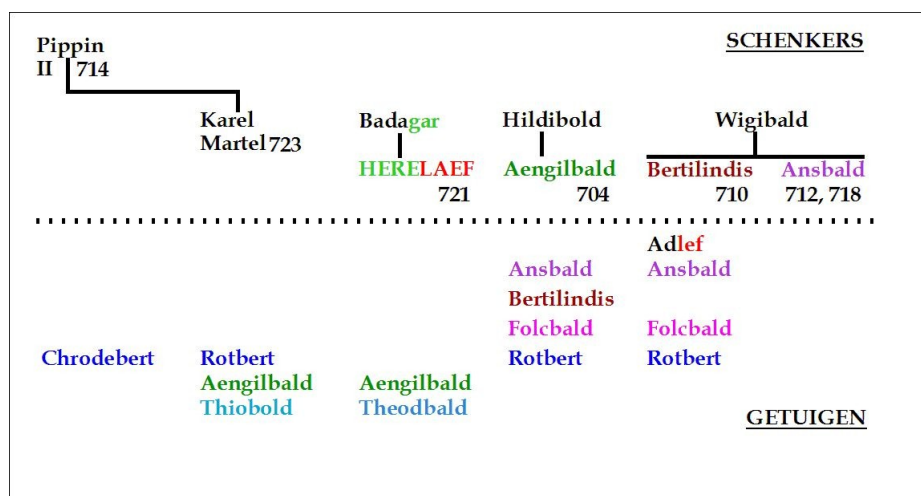 SCHENKERS
Pippin
II 714
Karel
Martel 723
Badagar
HERELAEF
721
Hildibold
Aengilbald
704
Wigibald
Bertilindis
710
Ansbald
712, 718
Adlef
Ansbald
Ansbald
Bertilindis
Folcbald
Folcbald
Chrodebert
Rotbert
Rotbert
Rotbert
Aengilbald
Aengilbald
Thiobold
Theodbald
GETUIGEN